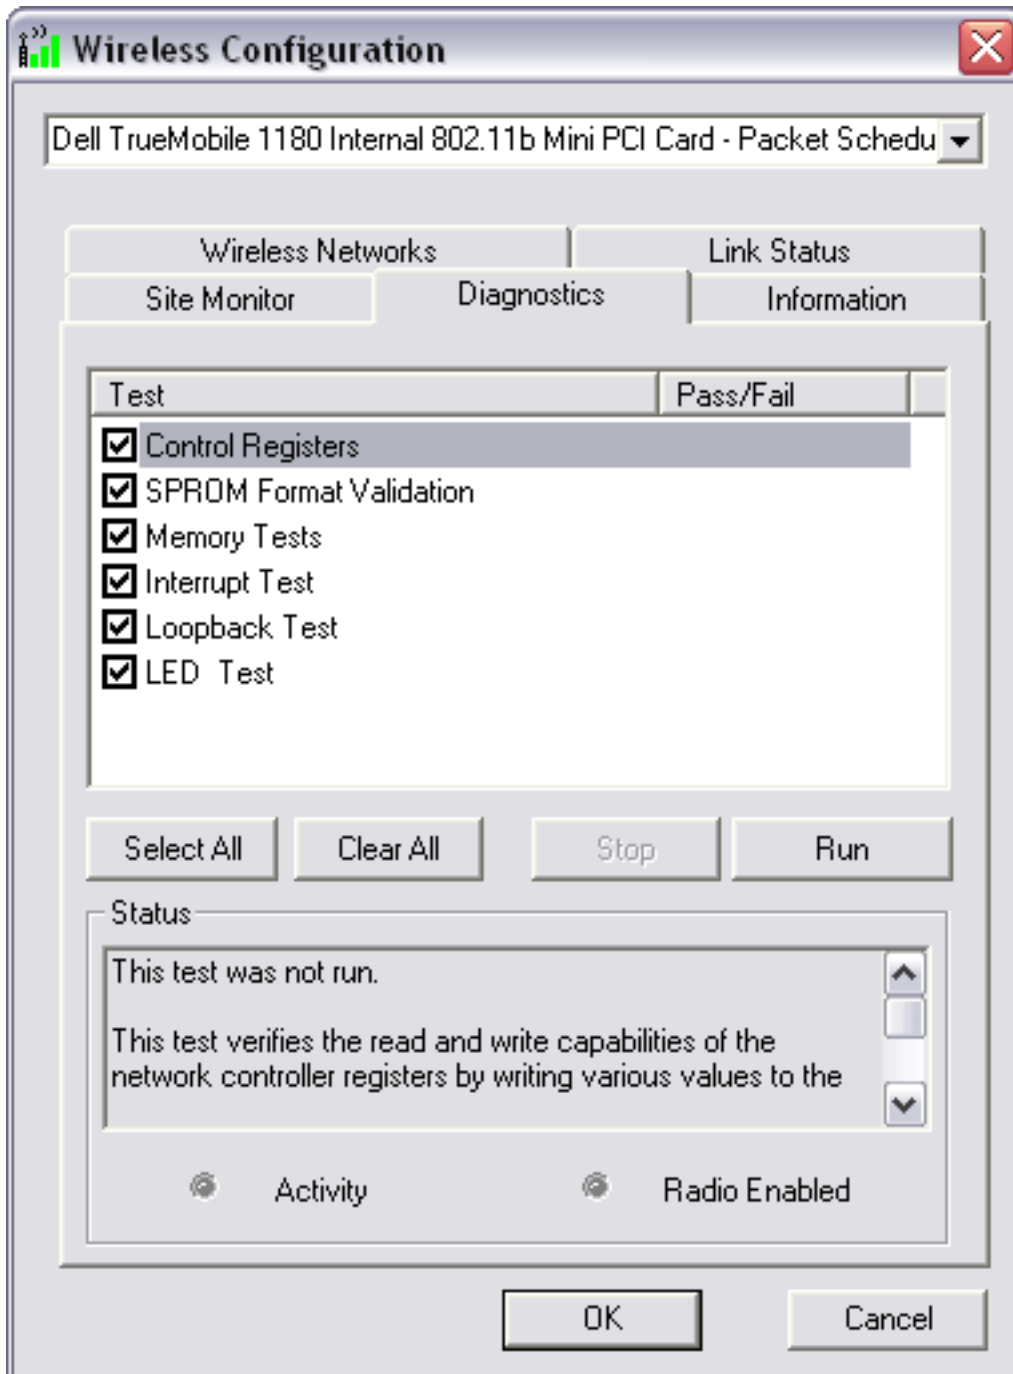 Wireless Configuration
Dell TrueMobile 1180 Internal 802.11b Mini PCI Card - Packet Schedu
Wireless Networks
Link Status
Site Monitor
Diagnostics
Information
Test
Pass/Fail
Control Registers
SPROM Format Validation
Memory Tests
Interrupt Test
Loopback Test
LED  Test
Select All
Clear All
Stop
Run
Status
This test was not run.
This test verifies the read and write capabilities of the
network controller registers by writing various values to the
Activity
Radio Enabled
OK
Cancel